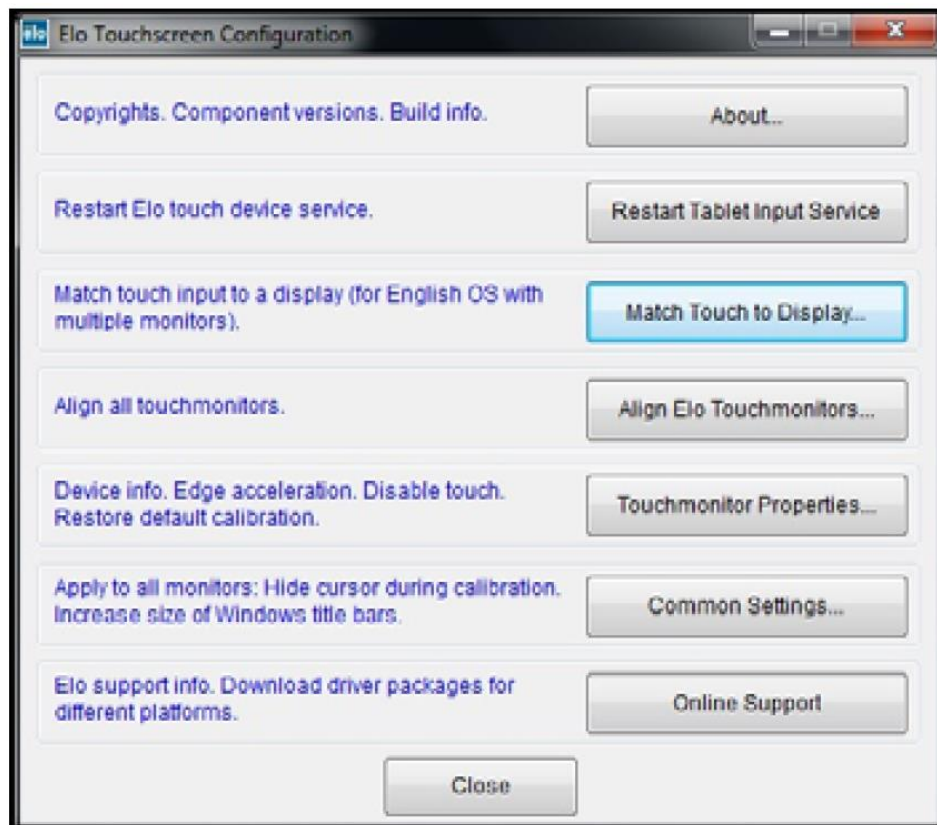 elo Elo Touchscreen Configuration
Copyrights. Component versions. Build info.
About...
Restart Elo touch device service.
Restart Tablet Input Service
Match touch input to a display (for English OS with
multiple monitors).
Match Touch to Display...
Align all touchmonitors.
Align Elo Touchmonitors...
Device info. Edge acceleration. Disable touch.
Restore default calibration.
Touchmonitor Properties...
Apply to all monitors: Hide cursor during calibration.
Increase size of Windows title bars.
Common Settings...
Elo support info. Download driver packages for
different platforms.
Online Support
Close